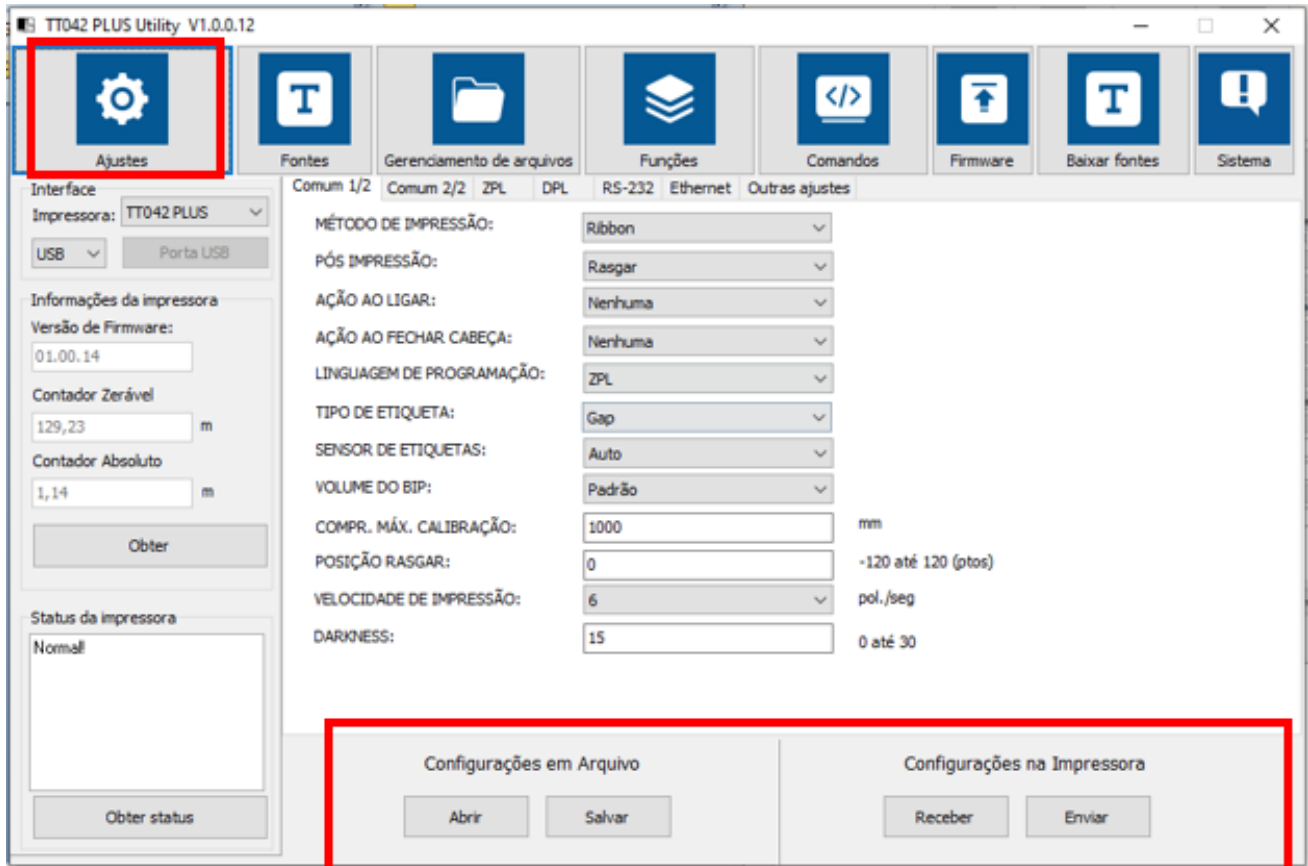 TT042 PLUS Utility V1.0.0.12
Ajustes
Fontes
Gerenciamento de arquivos
Funções
Comandos
Firmware
Baixar fontes
Sistema
Interface
Impressora: TT042 PLUS
USB Porta USB
Informações da impressora
Versão de Firmware:
01.00.14
Contador Zerável
129,23 m
Contador Absoluto
1,14 m
Obter
Status da impressora
Normal!
Obter status
Comum 1/2 Comum 2/2 ZPL DPL RS-232 Ethernet Outras ajustes
MÉTODO DE IMPRESSÃO: Ribbon
PÓS IMPRESSÃO: Rasgar
AÇÃO AO LIGAR: Nenhuma
AÇÃO AO FECHAR CABEÇA: Nenhuma
LINGUAGEM DE PROGRAMAÇÃO: ZPL
TIPO DE ETIQUETA: Gap
SENSOR DE ETIQUETAS: Auto
VOLUME DO BIP: Padrão
COMPR. MÁX. CALIBRAÇÃO: 1000 mm
POSIÇÃO RASGAR: 0 -120 até 120 (ptos)
VELOCIDADE DE IMPRESSÃO: 6 pol./seg
DARKNESS: 15 0 até 30
Configurações em Arquivo
Abrir Salvar
Configurações na Impressora
Receber Enviar